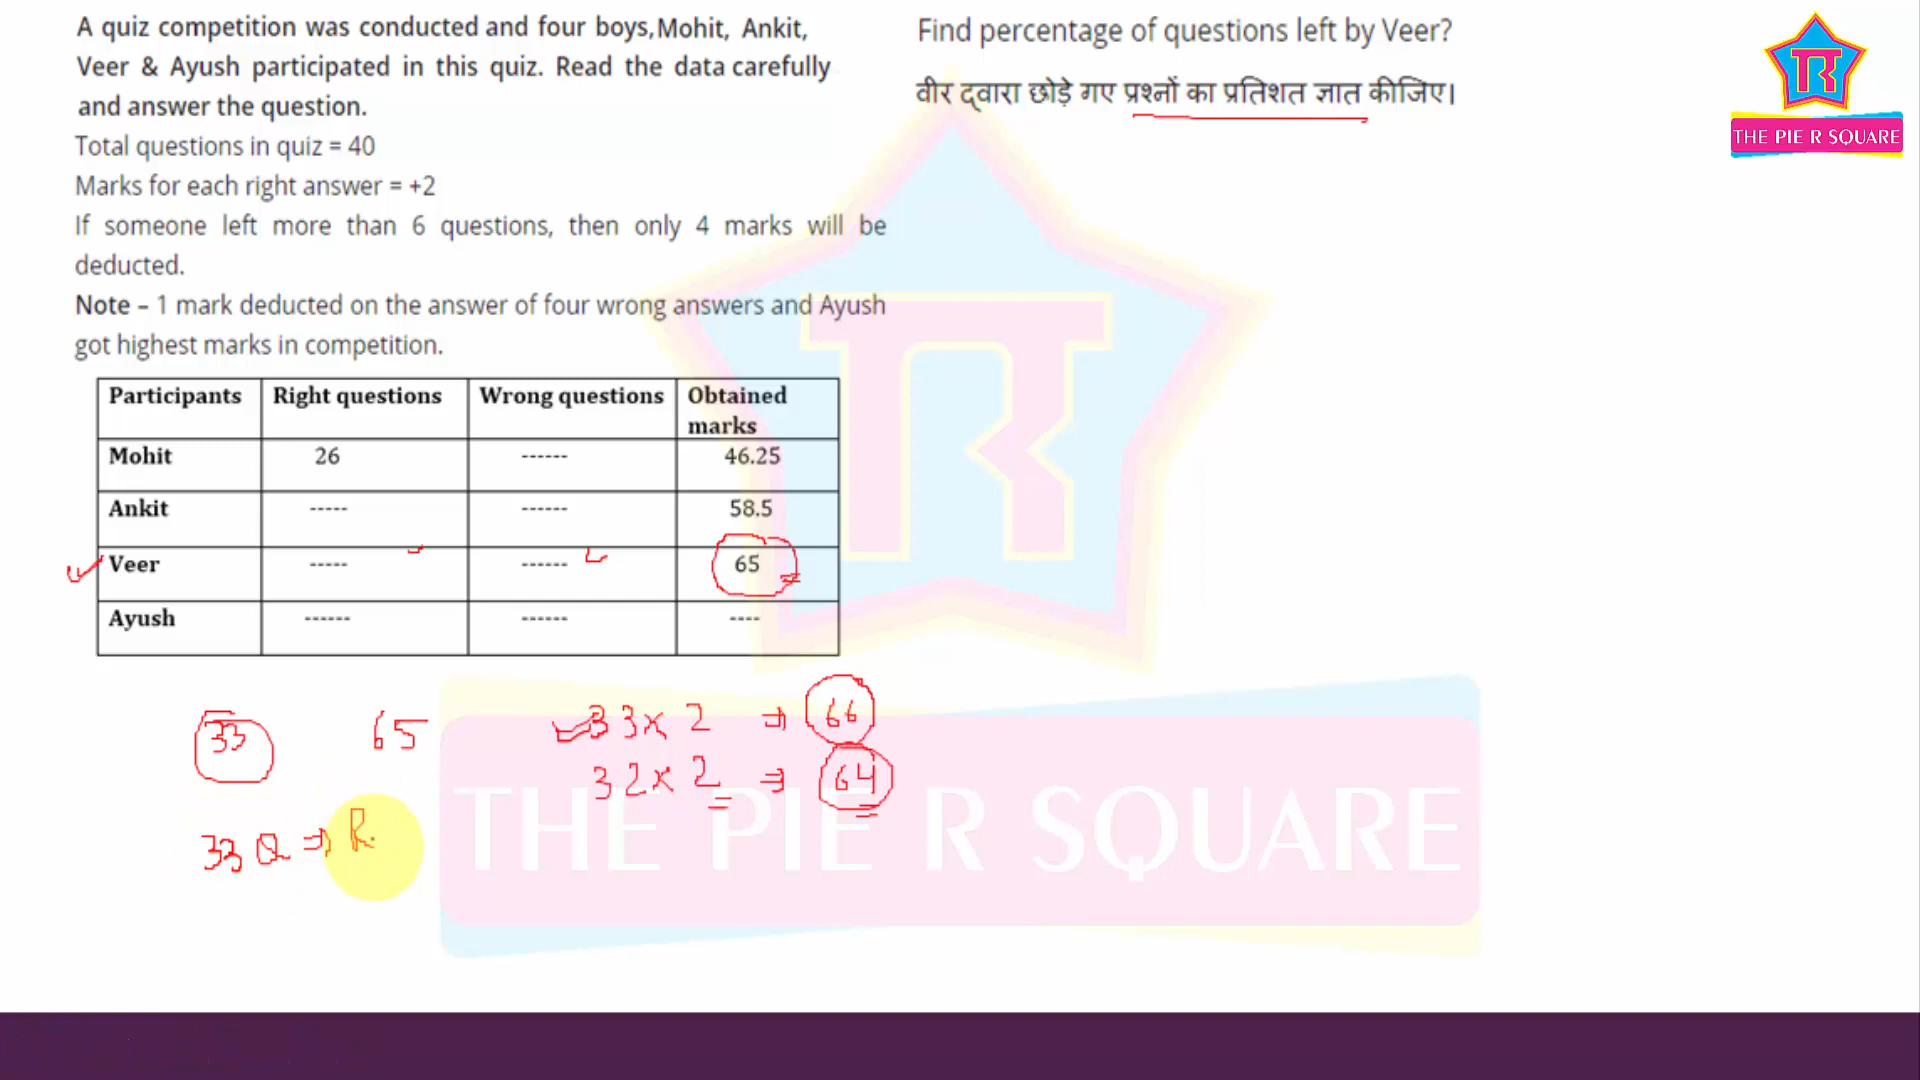 A quiz competition was conducted and four boys,Mohit, Ankit,
Veer & Ayush participated in this quiz. Read the data carefully
and answer the question.
Total questions in quiz = 40
Marks for each right answer = +2
If someone left more than 6 questions, then only 4 marks will be
deducted.
Note – 1 mark deducted on the answer of four wrong answers and Ayush
got highest marks in competition.
Participants Right questions Wrong questions Obtained
marks
Mohit 26 ------ 46.25
Ankit ----- ------ 58.5
Veer ----- ------ 65
Ayush ------ ------ ----
33 65 33 x 2 ⇒ 66
32 x 2 ⇒ 64
33 Q ⇒ R.
Find percentage of questions left by Veer?
वीर द्वारा छोड़े गए प्रश्नों का प्रतिशत ज्ञात कीजिए।
THE PIE R SQUARE
THE PIE R SQUARE